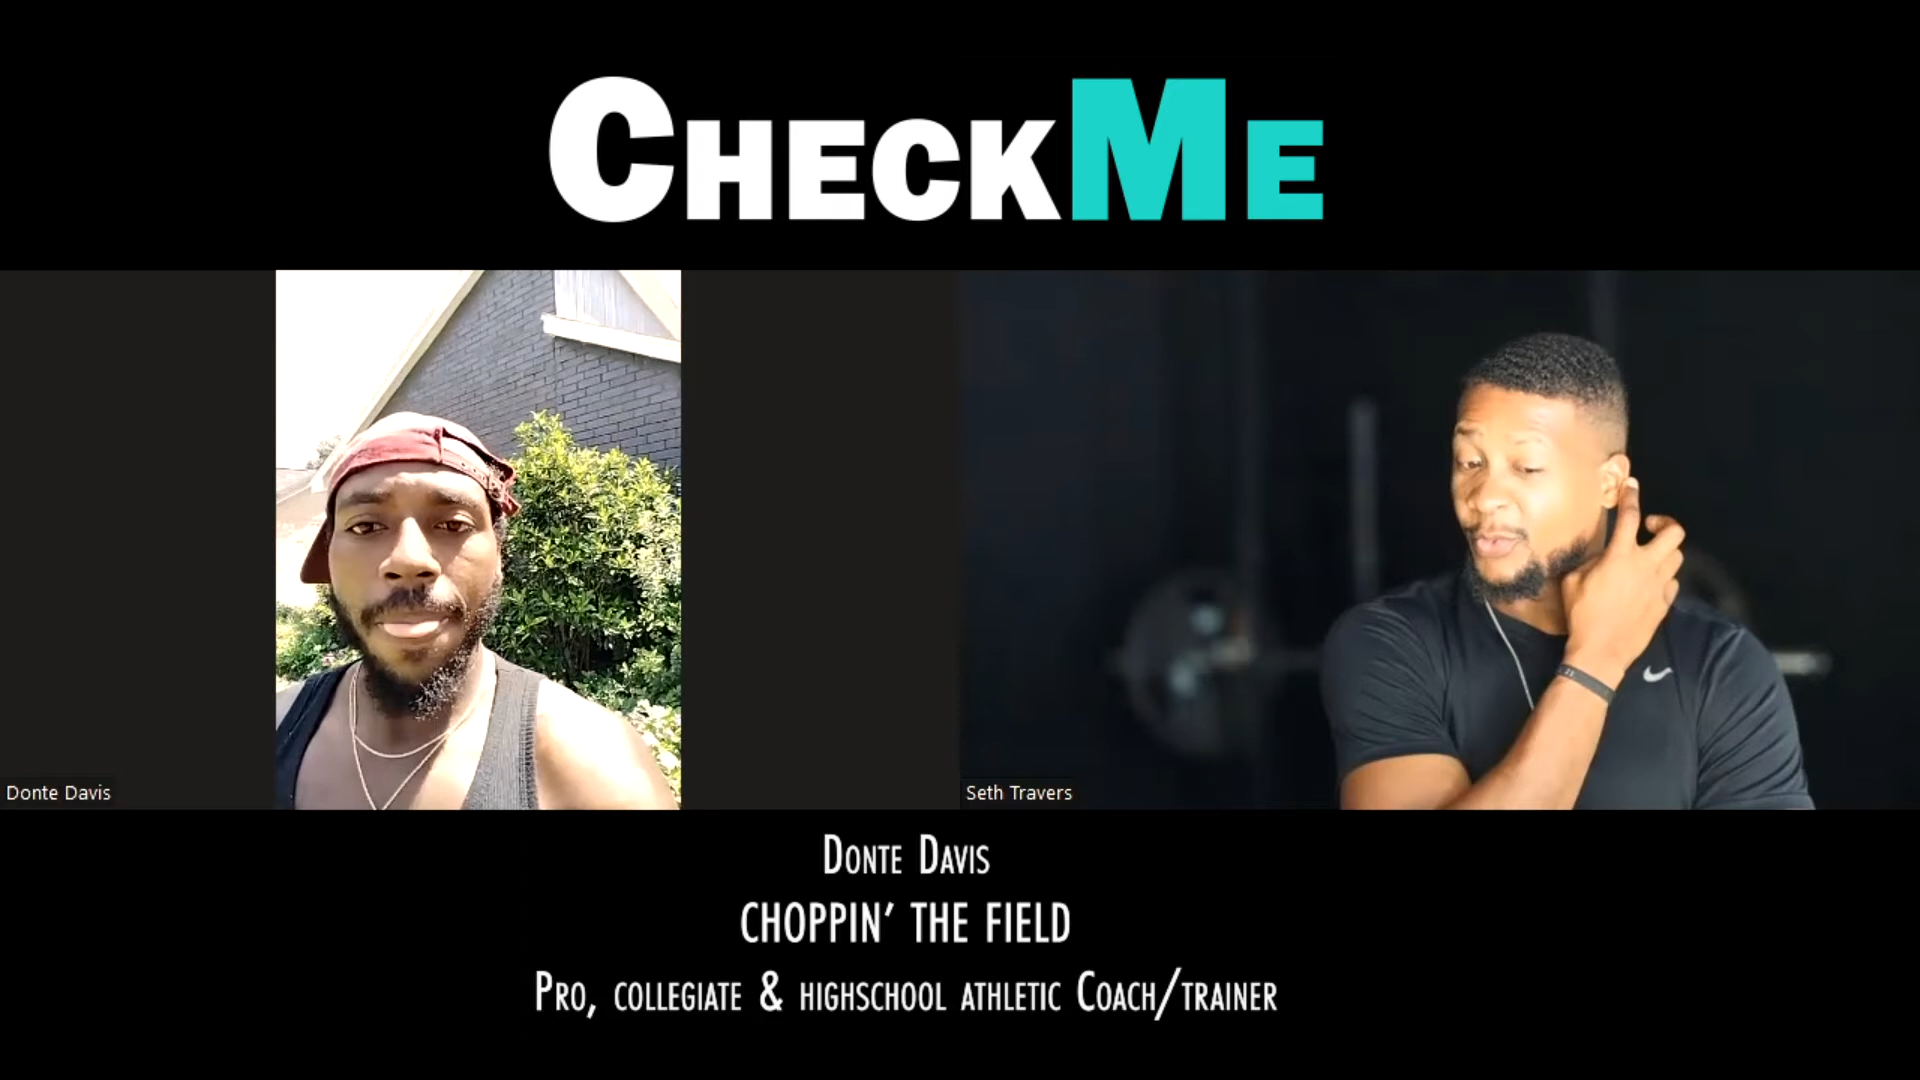 CHECKME
Donte Davis
Seth Travers
DONTE DAVIS
CHOPPIN' THE FIELD
PRO, COLLEGIATE & HIGHSCHOOL ATHLETIC COACH/TRAINER